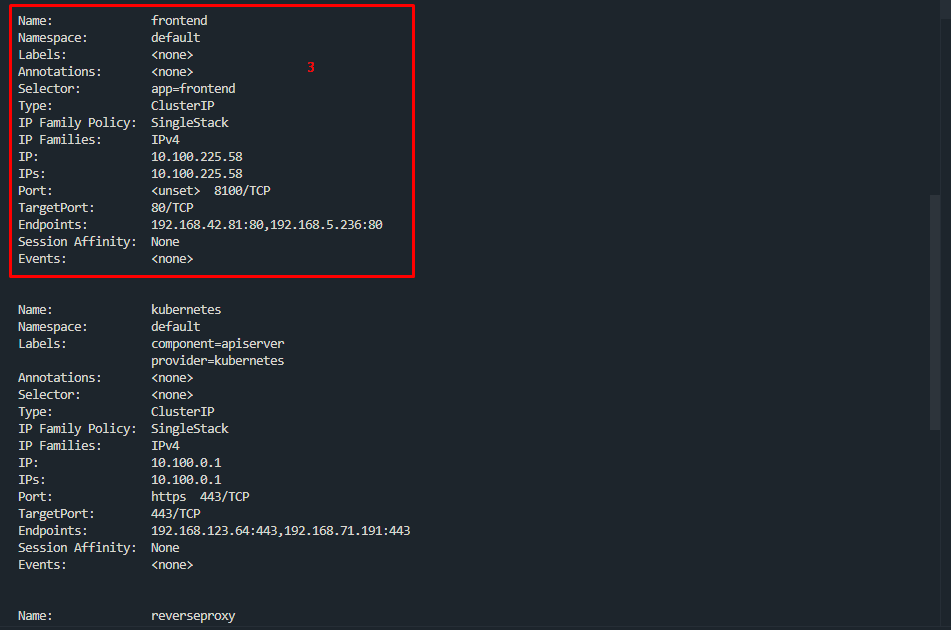 Name: frontend
Namespace: default
Labels: <none>
Annotations: <none>
3
Selector: app=frontend
Type: ClusterIP
IP Family Policy: SingleStack
IP Families: IPv4
IP: 10.100.225.58
IPs: 10.100.225.58
Port: <unset> 8100/TCP
TargetPort: 80/TCP
Endpoints: 192.168.42.81:80,192.168.5.236:80
Session Affinity: None
Events: <none>
Name: kubernetes
Namespace: default
Labels: component=apiserver
provider=kubernetes
Annotations: <none>
Selector: <none>
Type: ClusterIP
IP Family Policy: SingleStack
IP Families: IPv4
IP: 10.100.0.1
IPs: 10.100.0.1
Port: https 443/TCP
TargetPort: 443/TCP
Endpoints: 192.168.123.64:443,192.168.71.191:443
Session Affinity: None
Events: <none>
Name: reverseproxy